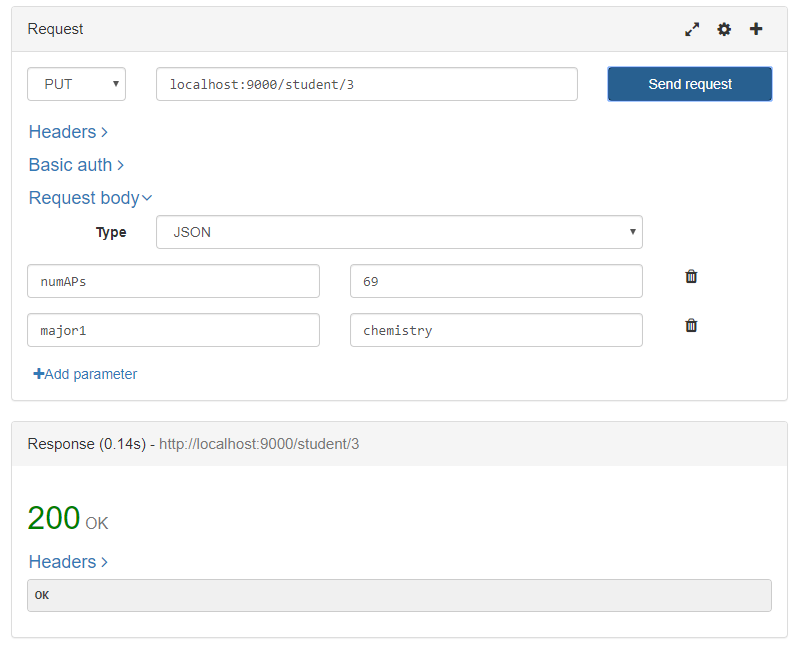 Request
PUT localhost:9000/student/3 Send request
Headers
Basic auth
Request body
Type JSON
numAPs 69
major1 chemistry
Add parameter
Response (0.14s) - http://localhost:9000/student/3
200 OK
Headers
OK